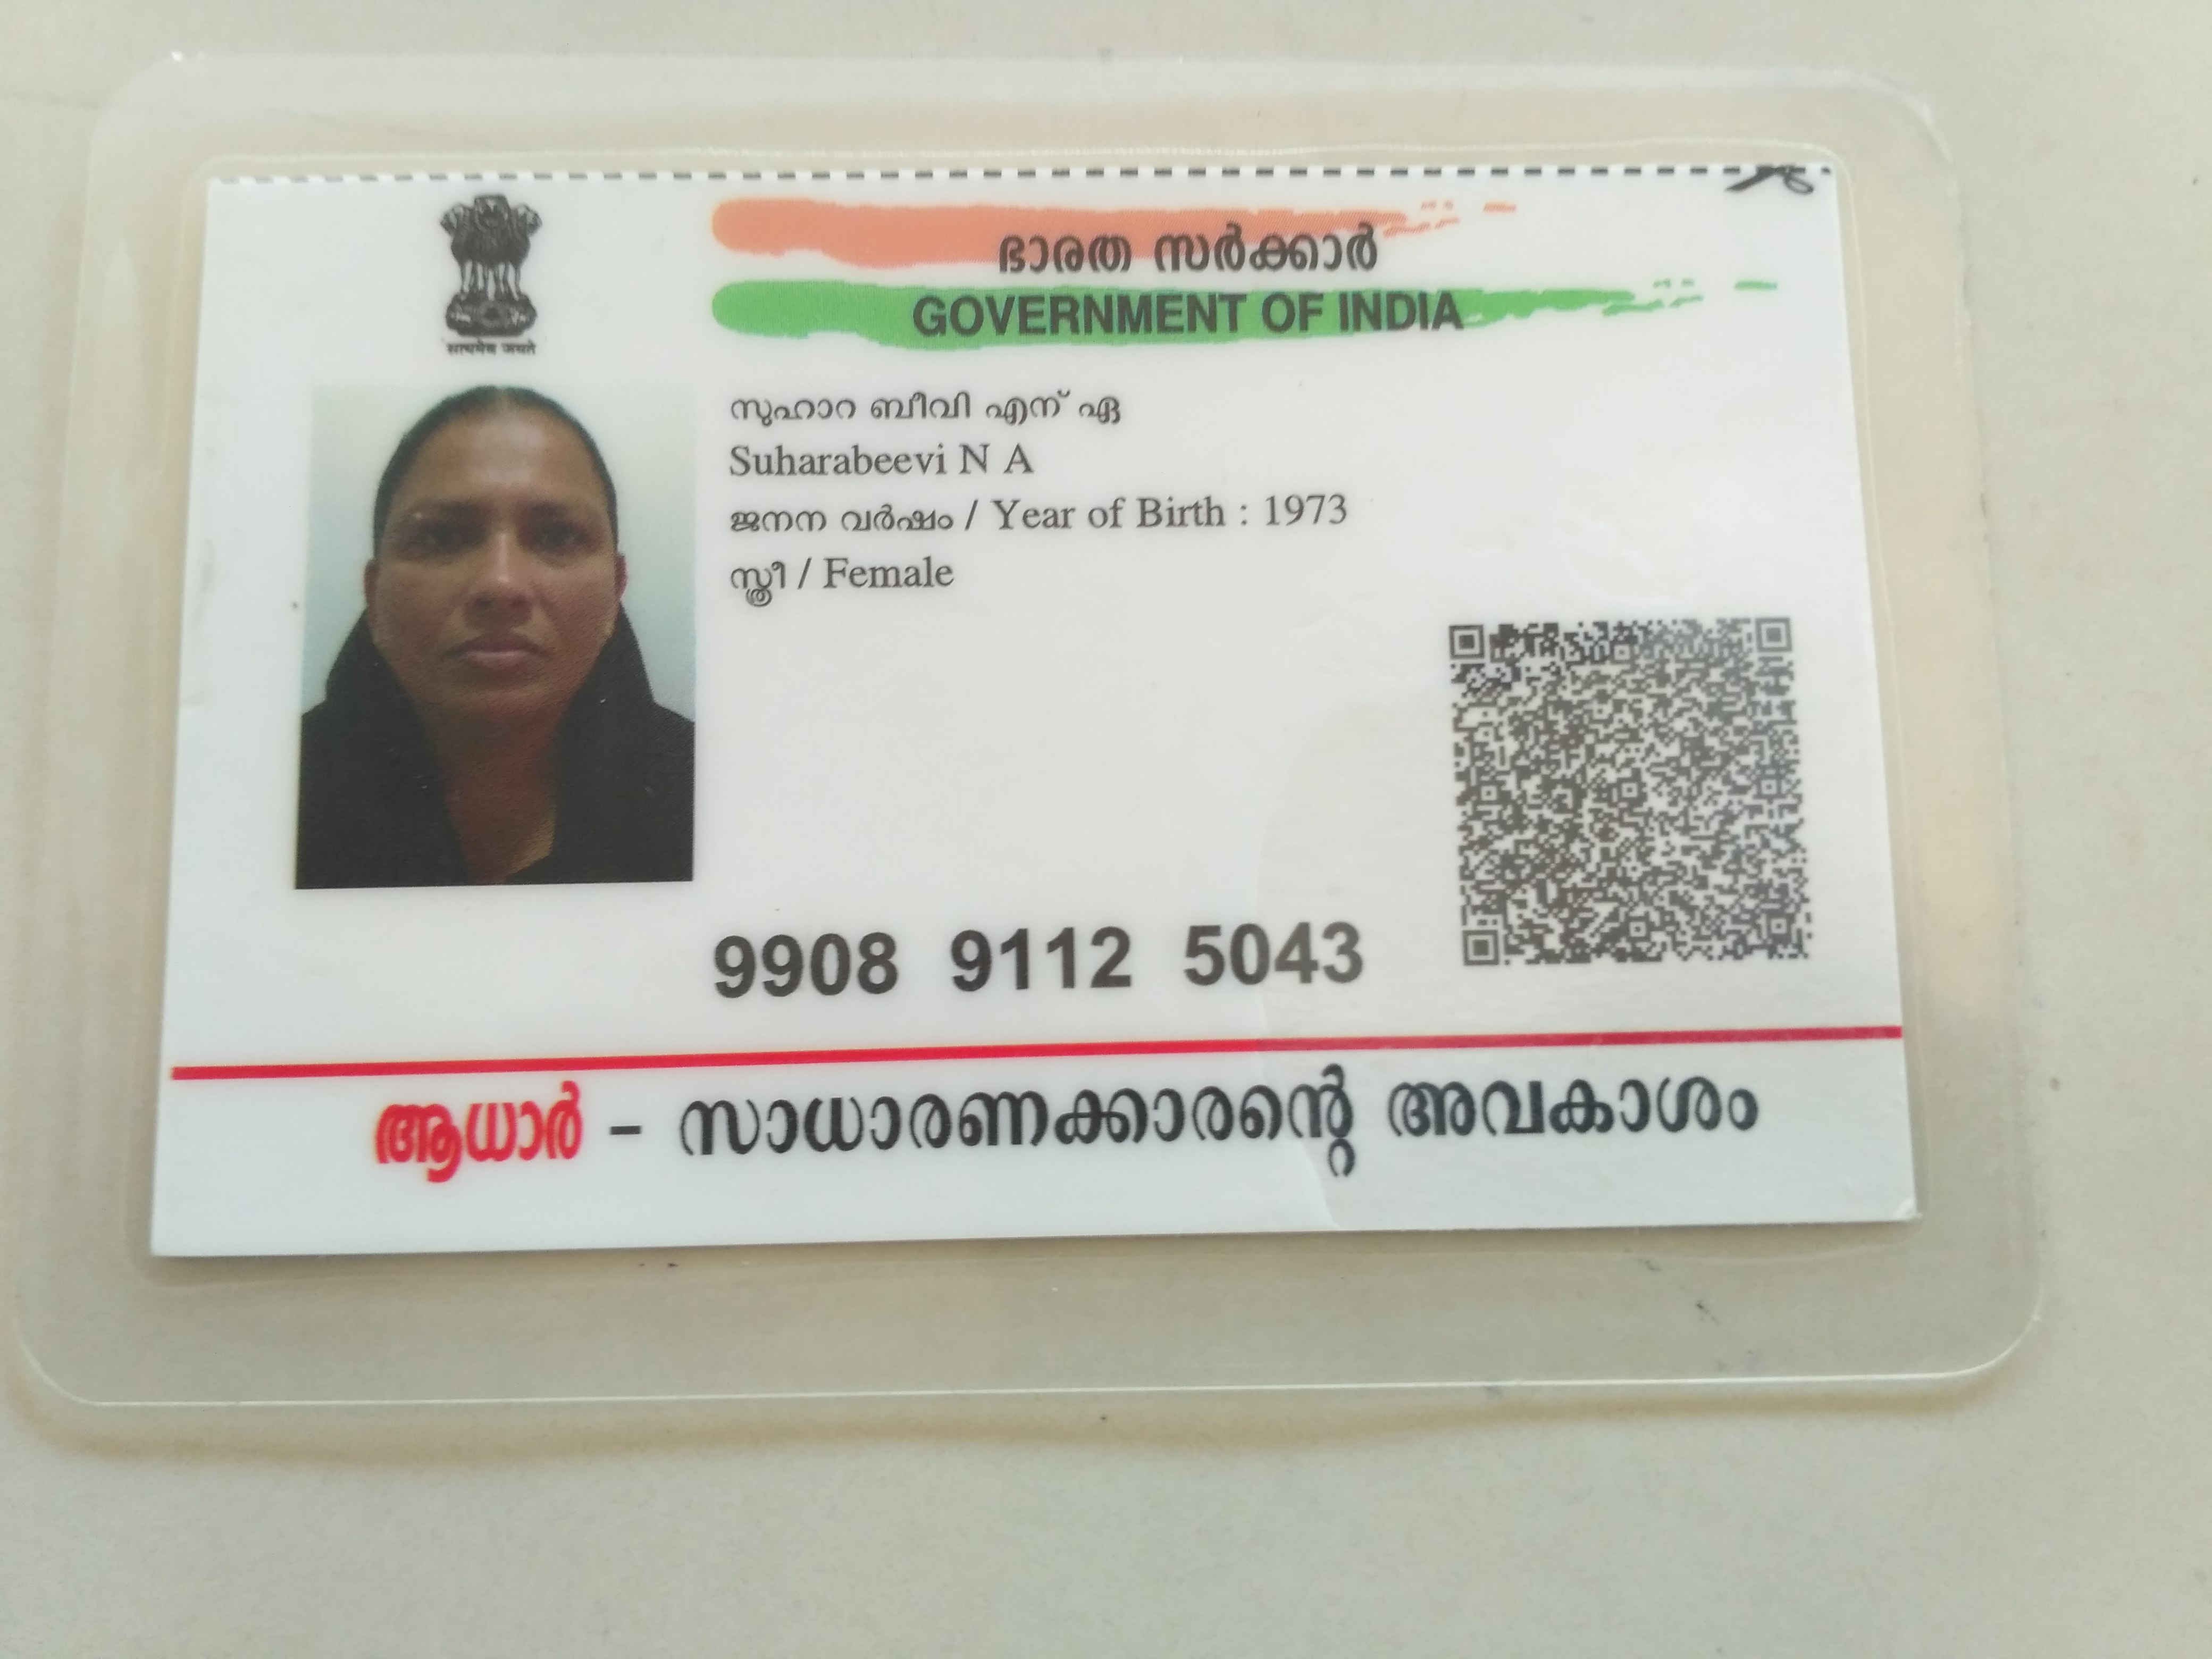 ഭാരത സർക്കാർ
GOVERNMENT OF INDIA
सत्यमेव जयते
സുഹാറ ബീവി എന് ഏ
Suharabeevi N A
ജനന വർഷം / Year of Birth : 1973
സ്ത്രീ / Female
9908 9112 5043
ആധാർ - സാധാരണക്കാരന്റെ അവകാശം